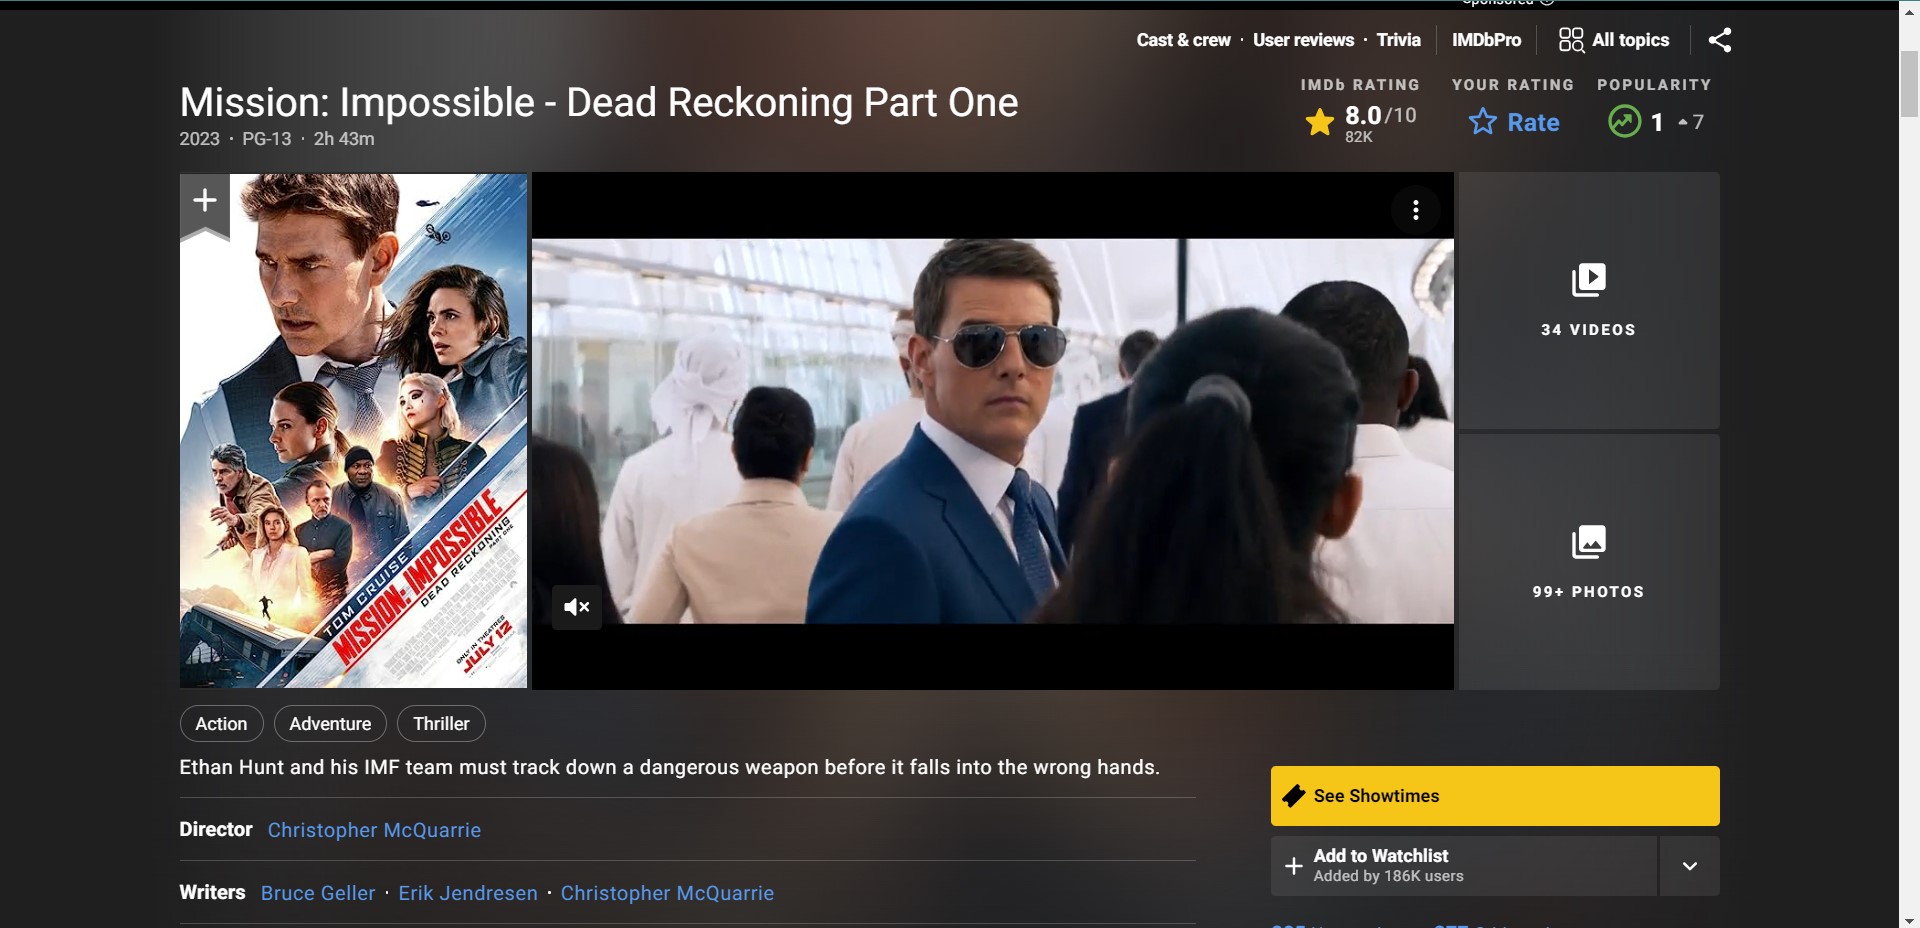 Sponsored
Cast & crew · User reviews · Trivia IMDbPro All topics
IMDb RATING YOUR RATING POPULARITY
Mission: Impossible - Dead Reckoning Part One
8.0/10 Rate 1 7
82K
2023 · PG-13 · 2h 43m
34 VIDEOS
TOM CRUISE
MISSION: IMPOSSIBLE
DEAD RECKONING
PART ONE
ONLY IN THEATRES
JULY 12
99+ PHOTOS
Action Adventure Thriller
Ethan Hunt and his IMF team must track down a dangerous weapon before it falls into the wrong hands.
See Showtimes
Director Christopher McQuarrie
Add to Watchlist
Added by 186K users
Writers Bruce Geller · Erik Jendresen · Christopher McQuarrie